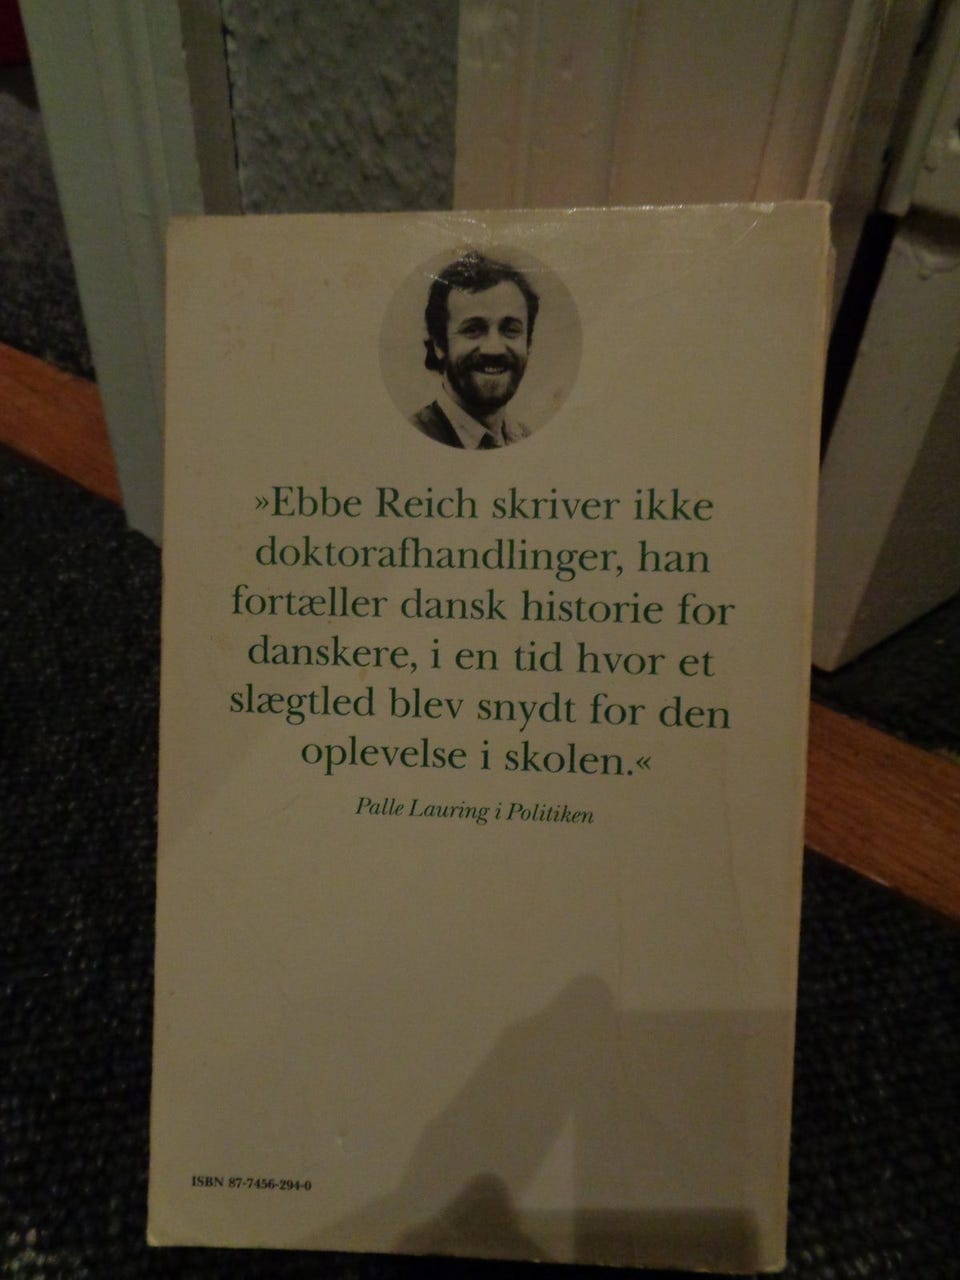 »Ebbe Reich skriver ikke
doktorafhandlinger, han
fortæller dansk historie for
danskere, i en tid hvor et
slægtled blev snydt for den
oplevelse i skolen.«
Palle Lauring i Politiken
ISBN 87-7456-294-0